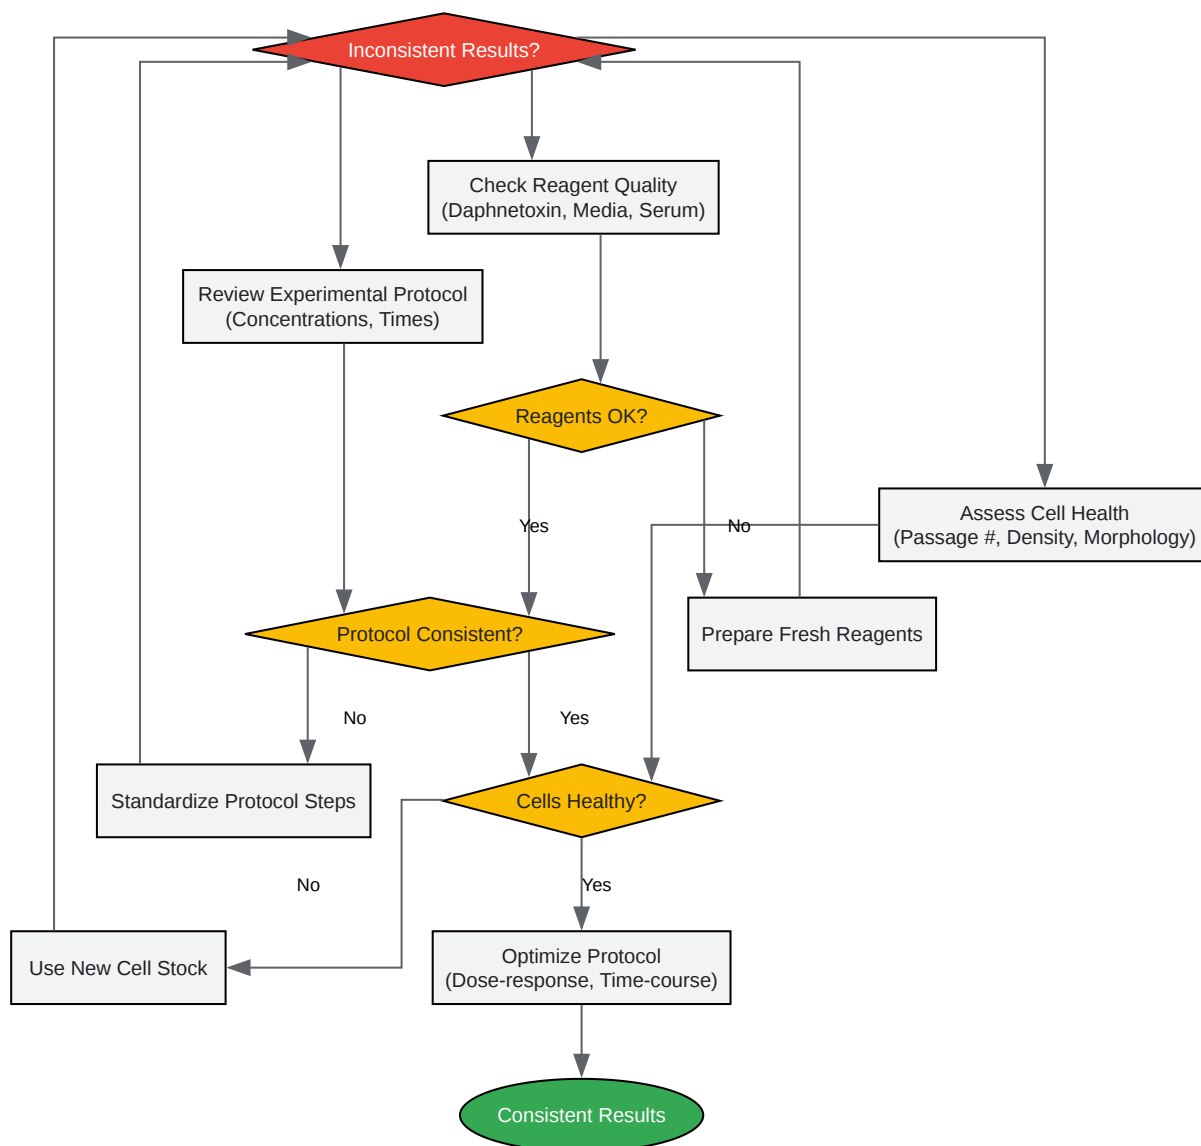 Inconsistent Results?
Check Reagent Quality
(Daphnetoxin, Media, Serum)
Review Experimental Protocol
(Concentrations, Times)
Reagents OK?
Yes
No
Assess Cell Health
(Passage #, Density, Morphology)
Protocol Consistent?
Prepare Fresh Reagents
No
Yes
Standardize Protocol Steps
Cells Healthy?
No
Yes
Use New Cell Stock
Optimize Protocol
(Dose-response, Time-course)
Consistent Results